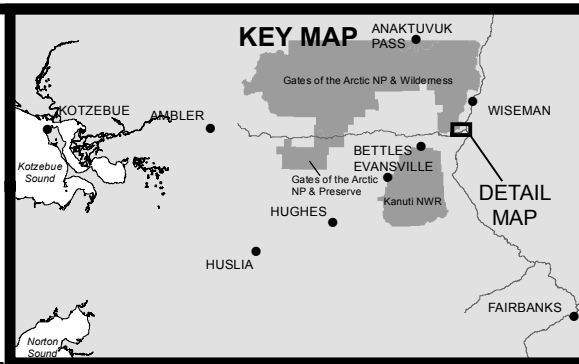 KEY MAP
ANAKTUVUK
PASS
Gates of the Arctic NP & Wilderness
KOTZEBUE
AMBLER
WISEMAN
Kotzebue
Sound
BETTLES
EVANSVILLE
Gates of the Arctic
NP & Preserve
Kanuti NWR
DETAIL
MAP
HUGHES
HUSLIA
FAIRBANKS
Norton
Sound